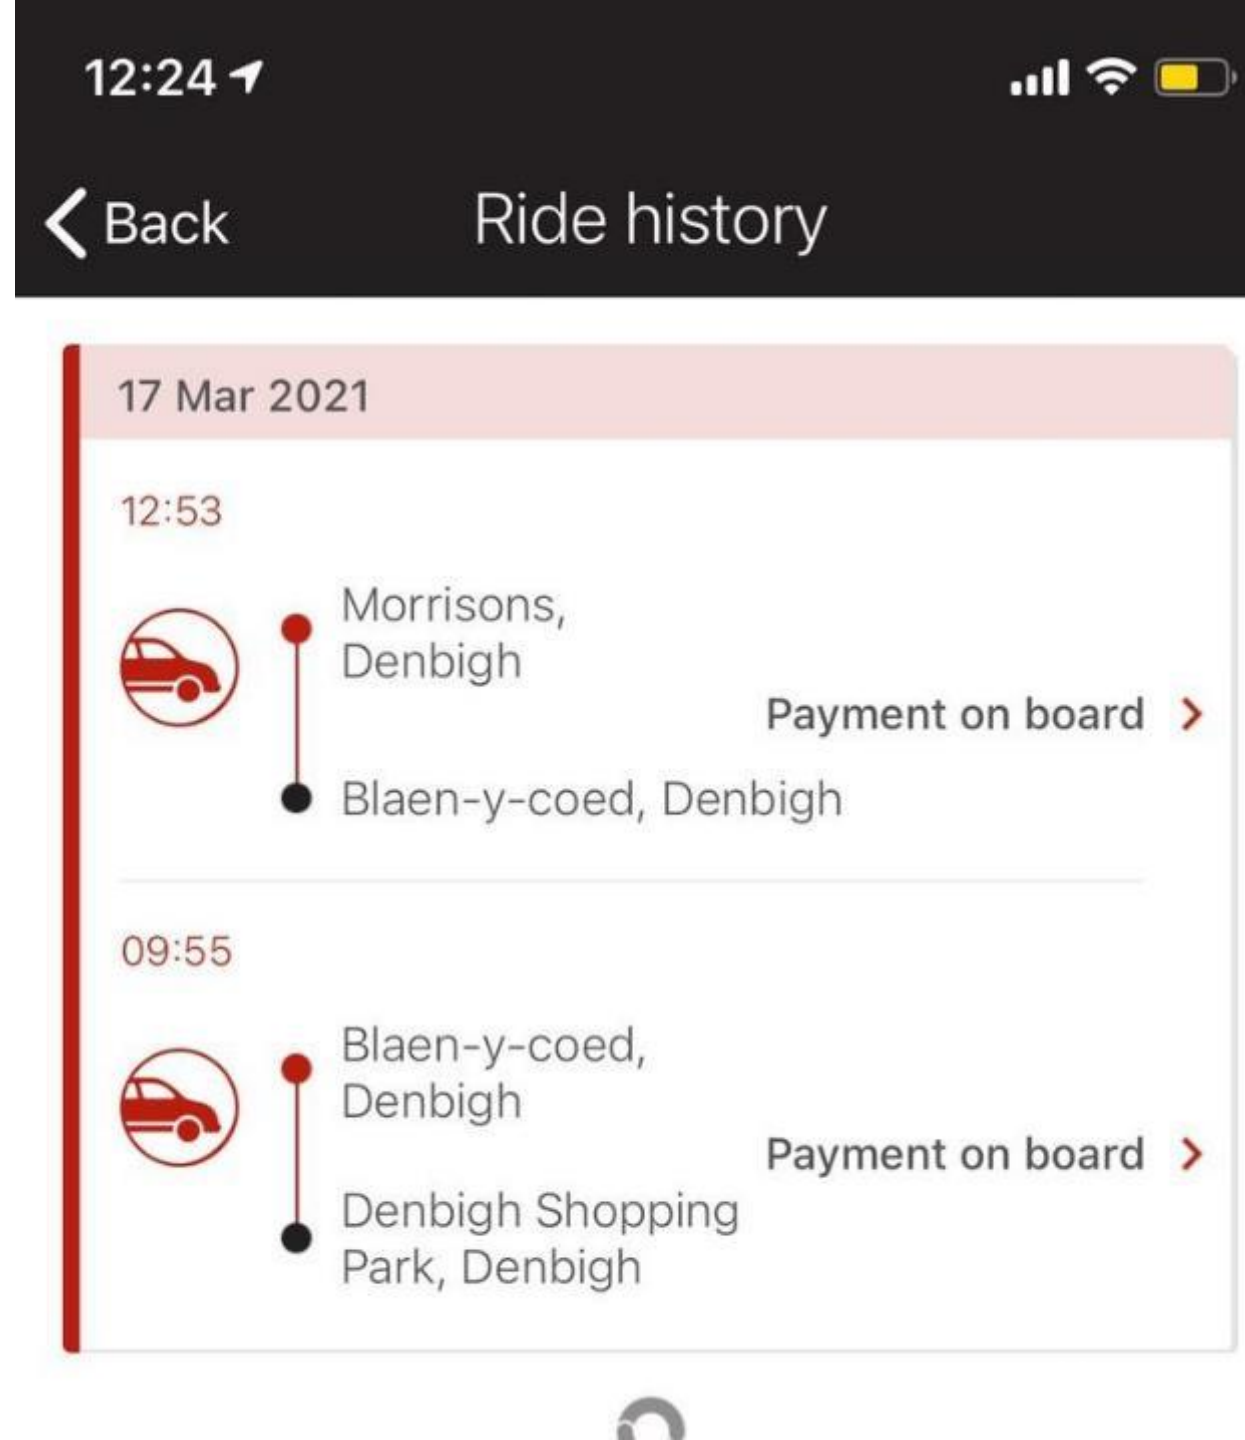 12:24
Back
Ride history
17 Mar 2021
12:53
Morrisons,
Denbigh
Payment on board
Blaen-y-coed, Denbigh
09:55
Blaen-y-coed,
Denbigh
Payment on board
Denbigh Shopping
Park, Denbigh